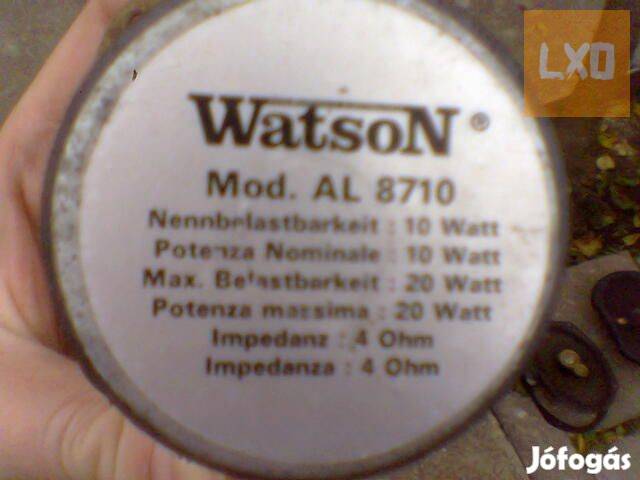 WatsoN ®
LXO
Mod. AL 8710
Nennbelastbarkeit : 10 Watt
Potenza Nominale : 10 Watt
Max. Belastbarkeit : 20 Watt
Potenza massima : 20 Watt
Impedanz : 4 Ohm
Impedanza : 4 Ohm
Jófogás